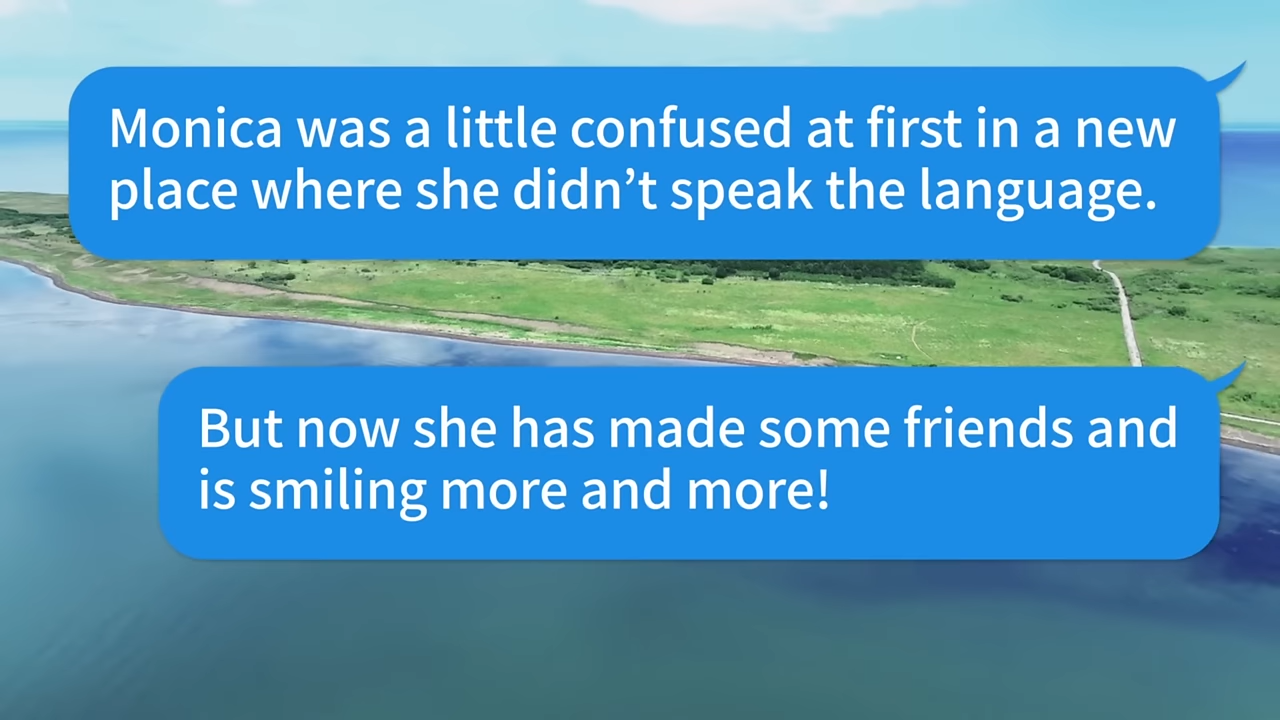 Monica was a little confused at first in a new
place where she didn’t speak the language.
But now she has made some friends and
is smiling more and more!